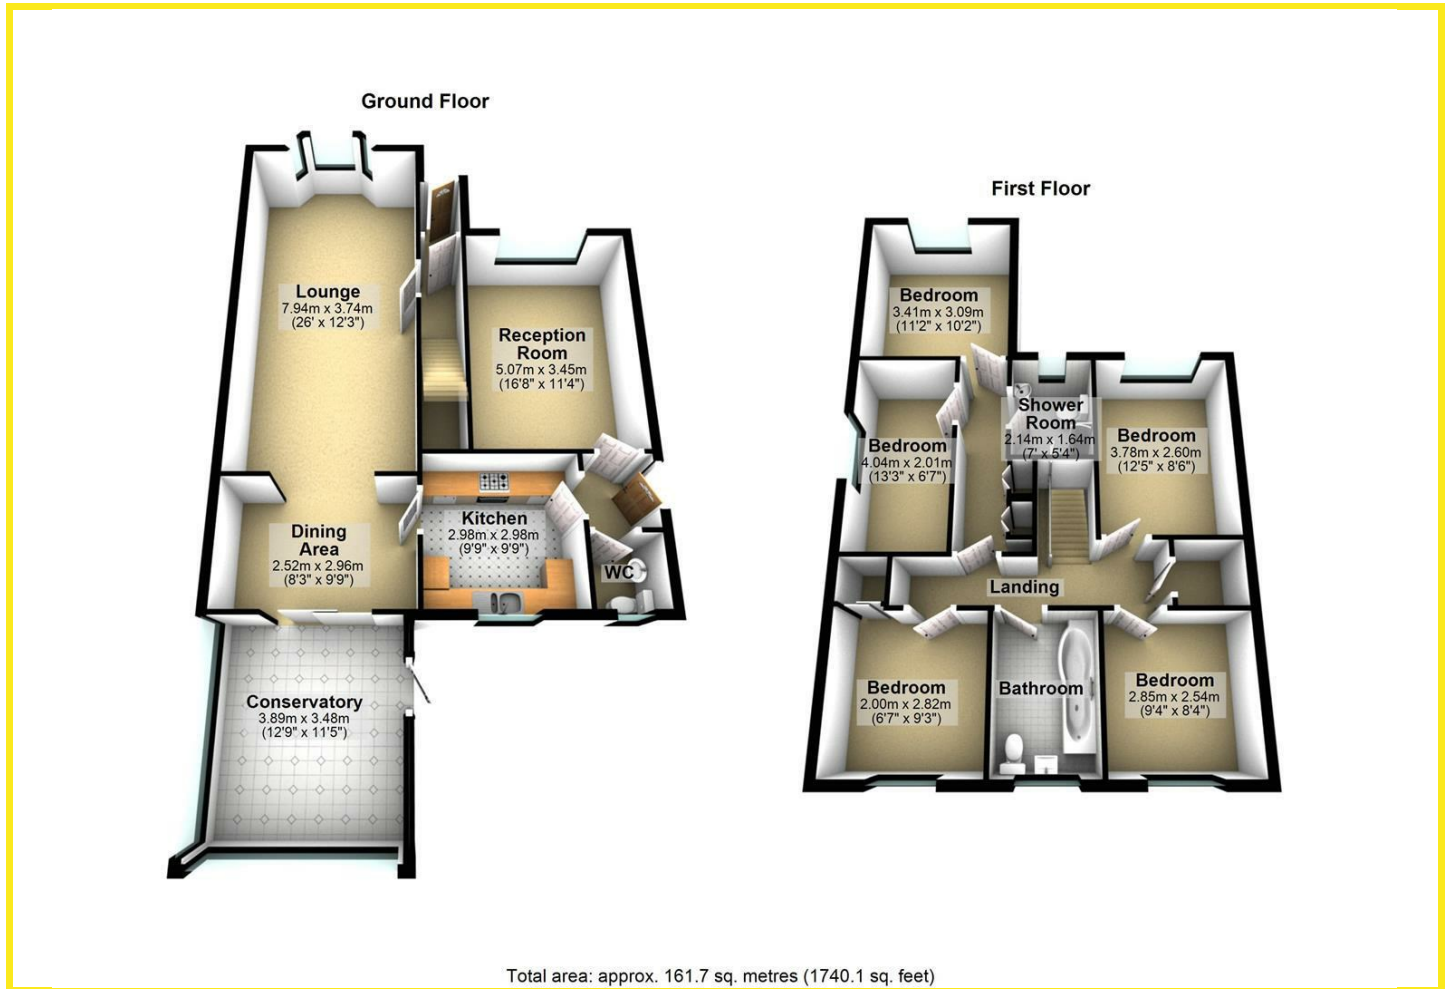 Ground Floor
Lounge
7.94m x 3.74m
(26' x 12'3")
Reception
Room
5.07m x 3.45m
(16'8" x 11'4")
Kitchen
2.98m x 2.98m
(9'9" x 9'9")
Dining
Area
2.52m x 2.96m
(8'3" x 9'9")
WC
Conservatory
3.89m x 3.48m
(12'9" x 11'5")
First Floor
Bedroom
3.41m x 3.09m
(11'2" x 10'2")
Shower
Room
2.14m x 1.64m
(7' x 5'4")
Bedroom
4.04m x 2.01m
(13'3" x 6'7")
Bedroom
3.78m x 2.60m
(12'5" x 8'6")
Landing
Bedroom
2.00m x 2.82m
(6'7" x 9'3")
Bathroom
Bedroom
2.85m x 2.54m
(9'4" x 8'4")
Total area: approx. 161.7 sq. metres (1740.1 sq. feet)